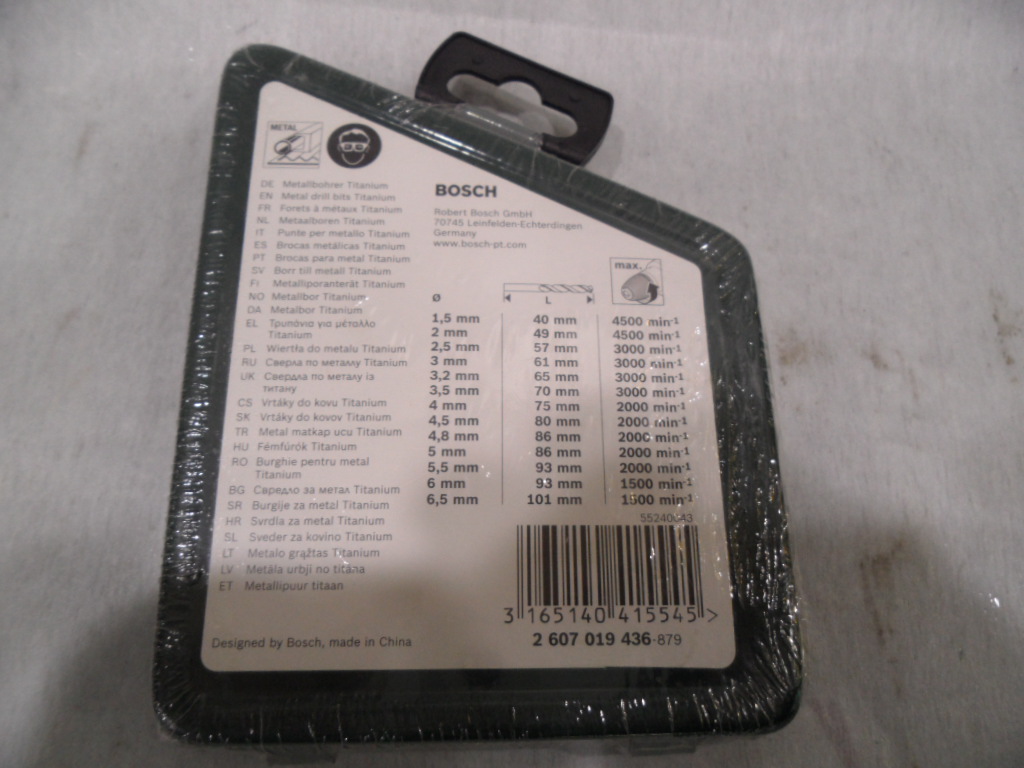 METAL
DE Metallbohrer Titanium
EN Metal drill bits Titanium
FR Forets à métaux Titanium
NL Metaalboren Titanium
IT Punte per metallo Titanium
ES Brocas metálicas Titanium
PT Brocas para metal Titanium
SV Borr till metall Titanium
FI Metalliporanterät Titanium
NO Metallbor Titanium
DA Metalbor Titanium
EL Τρυπάνια για μέταλλο
Titanium
PL Wiertła do metalu Titanium
RU Сверла по металлу Titanium
UK Свердла по металу із
титану
CS Vrtáky do kovu Titanium
SK Vrtáky do kovov Titanium
TR Metal matkap ucu Titanium
HU Fémfúrók Titanium
RO Burghie pentru metal
Titanium
BG Свредло за метал Titanium
SR Burgije za metal Titanium
HR Svrdla za metal Titanium
SL Sveder za kovino Titanium
LT Metalo grąžtas Titanium
LV Metāla urbji no titāna
ET Metallipuur titaan
Designed by Bosch, made in China
BOSCH
Robert Bosch GmbH
70745 Leinfelden-Echterdingen
Germany
www.bosch-pt.com
max.
ø L
1,5 mm 40 mm 4500 min-1
2 mm 49 mm 4500 min-1
2,5 mm 57 mm 3000 min-1
3 mm 61 mm 3000 min-1
3,2 mm 65 mm 3000 min-1
3,5 mm 70 mm 3000 min-1
4 mm 75 mm 2000 min-1
4,5 mm 80 mm 2000 min-1
4,8 mm 86 mm 2000 min-1
5 mm 86 mm 2000 min-1
5,5 mm 93 mm 2000 min-1
6 mm 93 mm 1500 min-1
6,5 mm 101 mm 1500 min-1
3 165140 415545 >
2 607 019 436-879